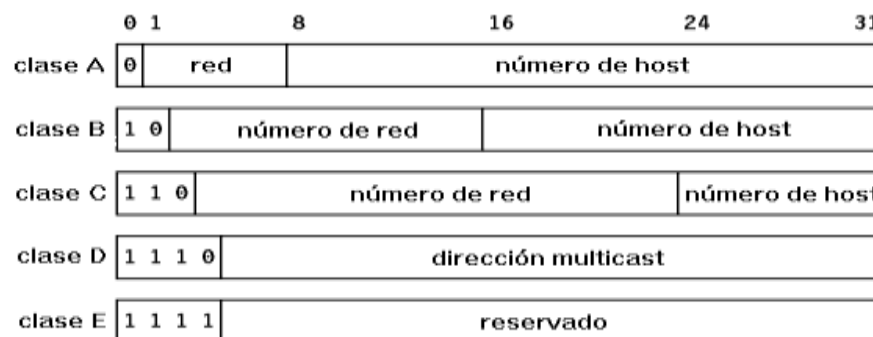 0 1 8 16 24 31
clase A 0 red número de host
clase B 1 0 número de red número de host
clase C 1 1 0 número de red número de host
clase D 1 1 1 0 dirección multicast
clase E 1 1 1 1 reservado